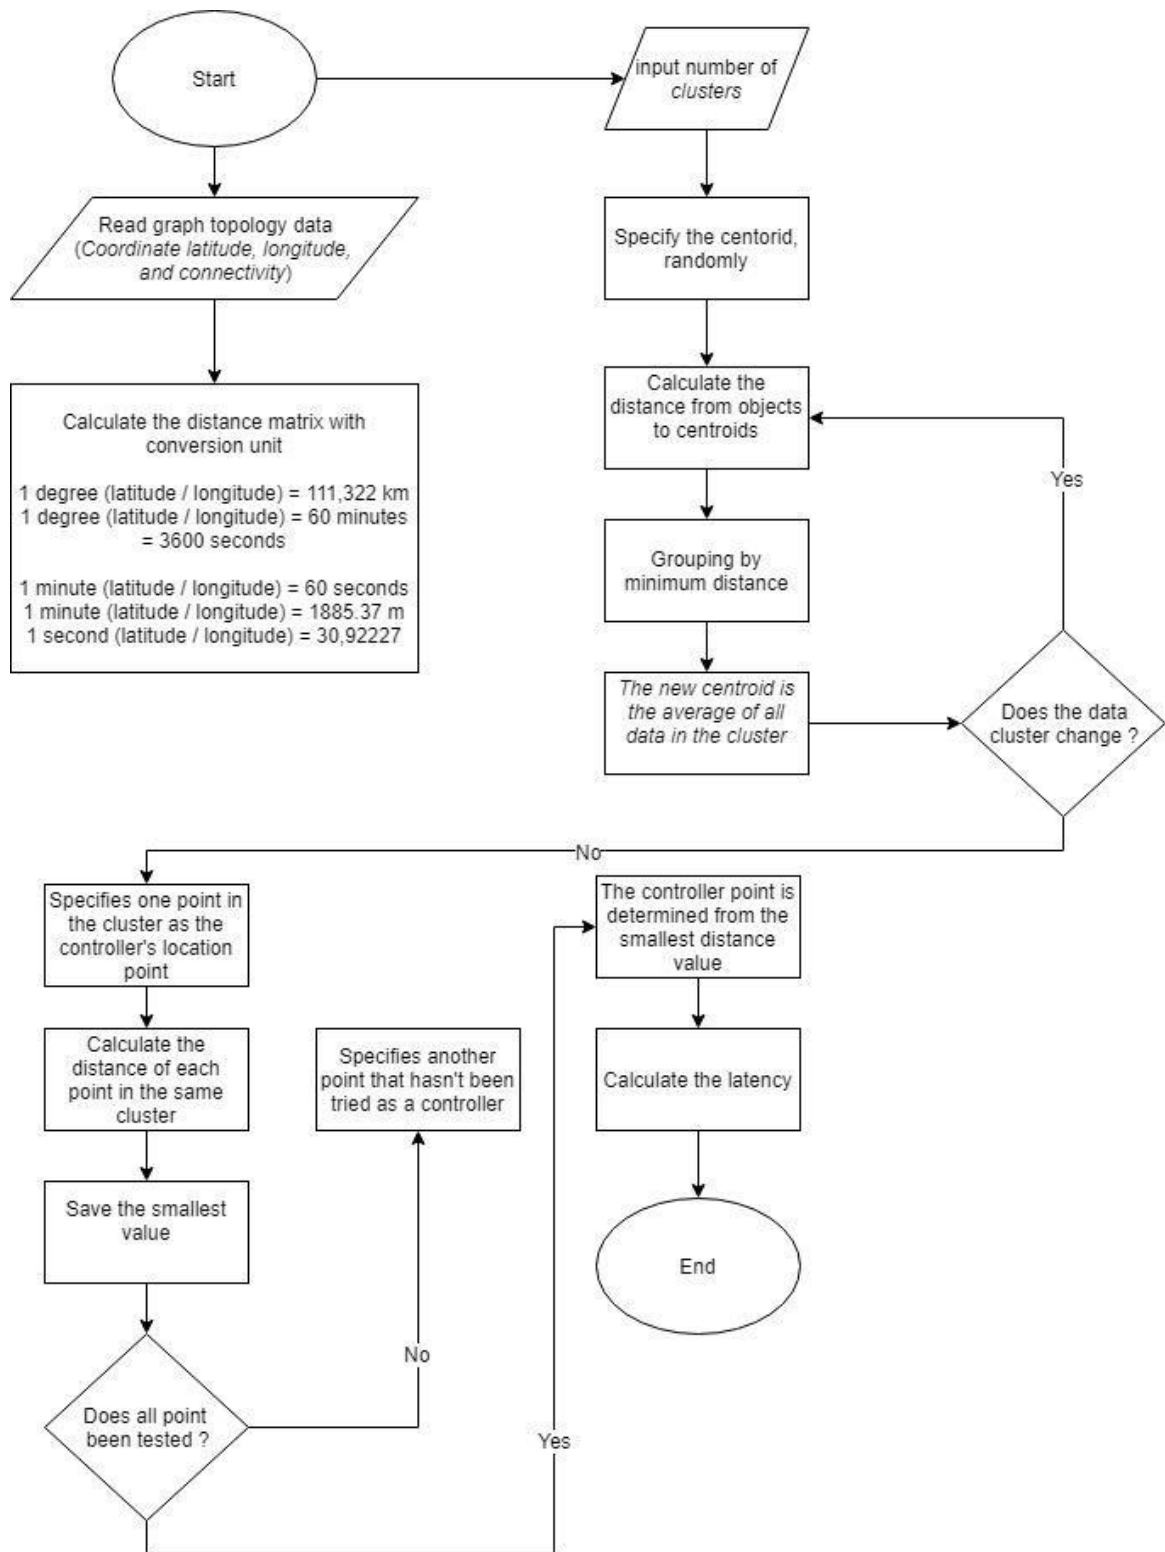 Start
input number of
clusters
Read graph topology data
(Coordinate latitude, longitude,
and connectivity)
Specify the centorid,
randomly
Calculate the distance matrix with
conversion unit
1 degree (latitude / longitude) = 111,322 km
1 degree (latitude / longitude) = 60 minutes
= 3600 seconds
1 minute (latitude / longitude) = 60 seconds
1 minute (latitude / longitude) = 1885.37 m
1 second (latitude / longitude) = 30,92227
Calculate the
distance from objects
to centroids
Yes
Grouping by
minimum distance
The new centroid is
the average of all
data in the cluster
Does the data
cluster change ?
No
Specifies one point in
the cluster as the
controller's location
point
Calculate the
distance of each
point in the same
cluster
Save the smallest
value
Does all point
been tested ?
No
Specifies another
point that hasn't been
tried as a controller
Yes
The controller point is
determined from the
smallest distance
value
Calculate the latency
End